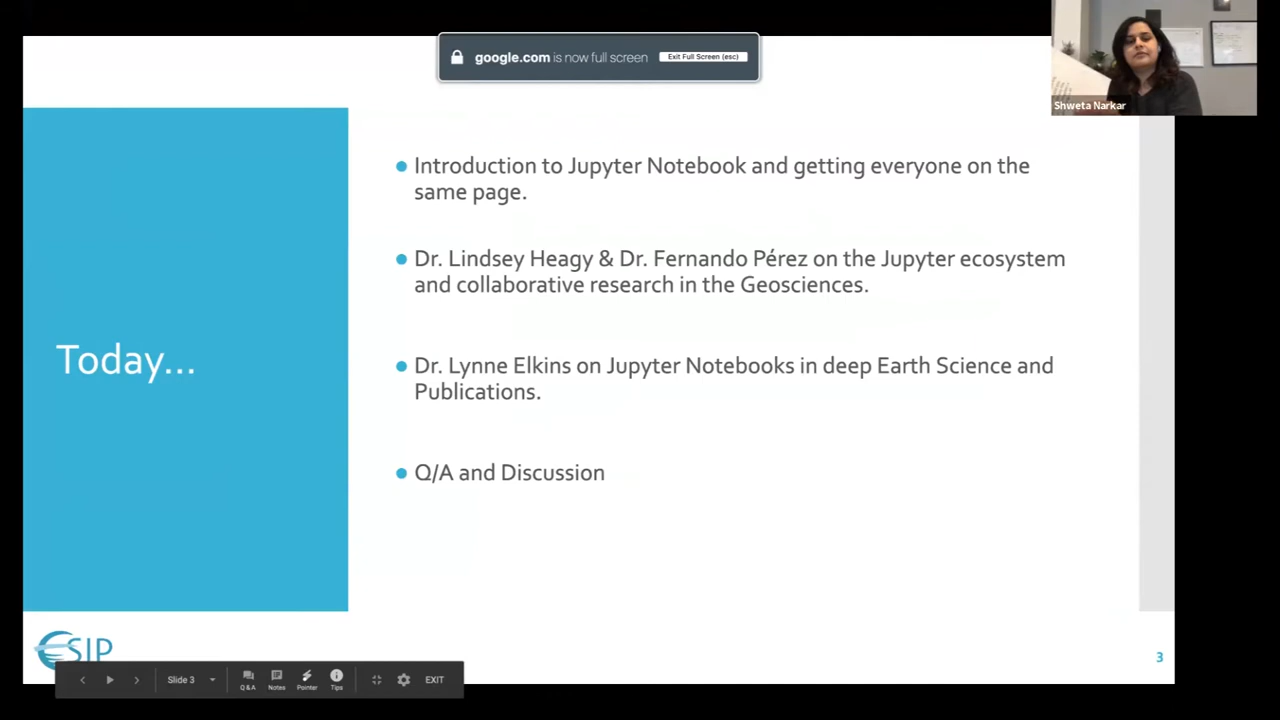 google.com is now full screen Exit Full Screen (esc)
Shweta Narkar
Today...
• Introduction to Jupyter Notebook and getting everyone on the
same page.
• Dr. Lindsey Heagy & Dr. Fernando Pérez on the Jupyter ecosystem
and collaborative research in the Geosciences.
• Dr. Lynne Elkins on Jupyter Notebooks in deep Earth Science and
Publications.
• Q/A and Discussion
ESIP
3
Slide 3
Q&A Notes Pointer Tips
EXIT